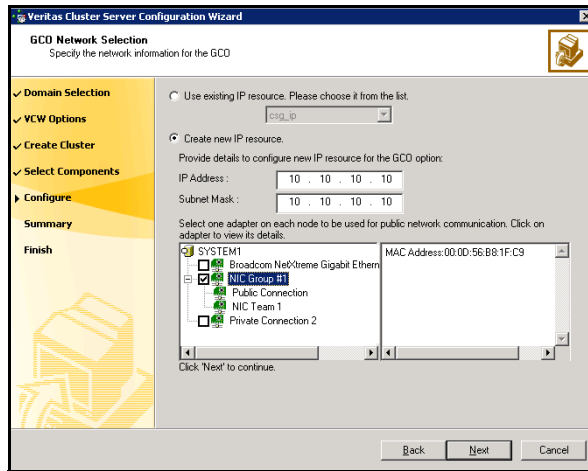 Veritas Cluster Server Configuration Wizard
GCO Network Selection
Specify the network information for the GCO
Domain Selection
VCW Options
Create Cluster
Select Components
Configure
Summary
Finish
Use existing IP resource. Please choose it from the list.
csg_ip
Create new IP resource.
Provide details to configure new IP resource for the GCO option:
IP Address :
10 . 10 . 10 . 10
Subnet Mask :
10 . 10 . 10 . 10
Select one adapter on each node to be used for public network communication. Click on
adapter to view its details.
SYSTEM1
Broadcom NetXtreme Gigabit Ethern
NIC Group #1
Public Connection
NIC Team 1
Private Connection 2
MAC Address:00:0D:56:B8:1F:C9
Click 'Next' to continue.
Back
Next
Cancel